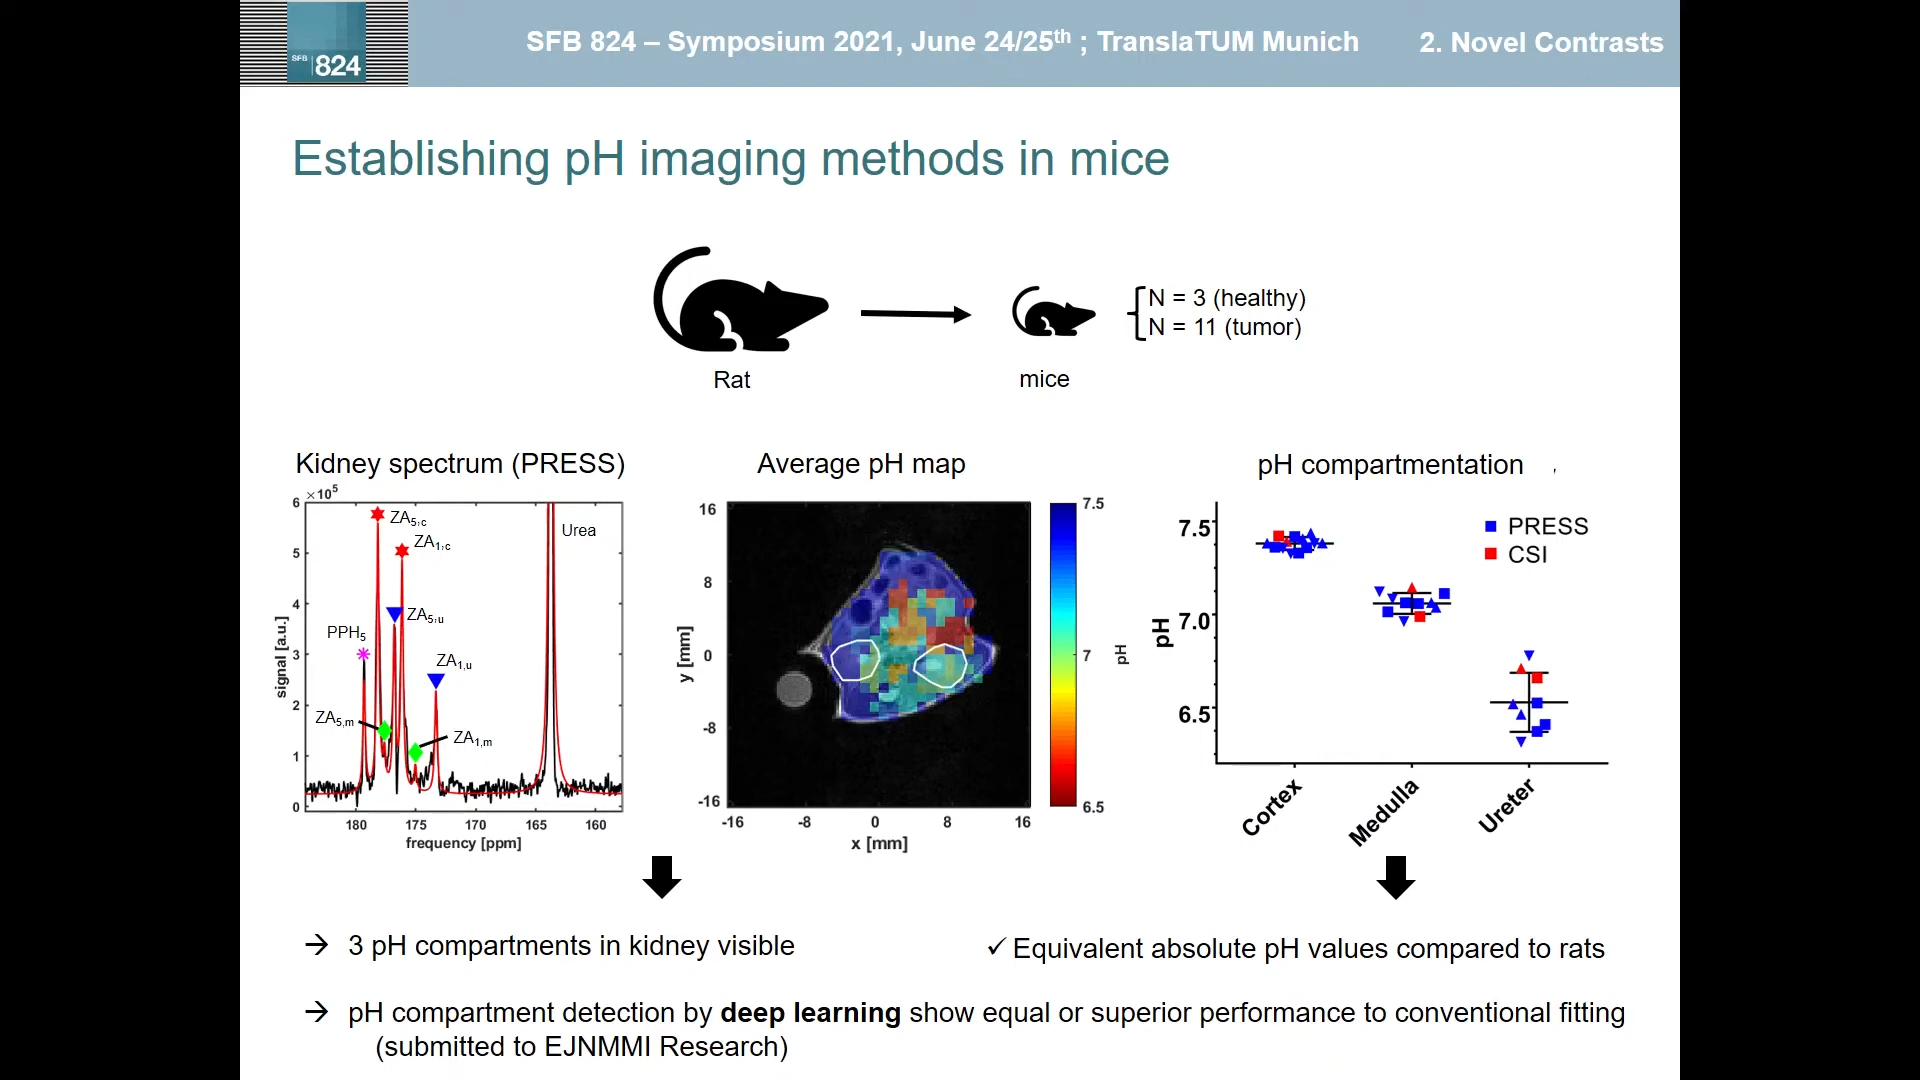 SFB 824
SFB 824 – Symposium 2021, June 24/25th ; TranslaTUM Munich
2. Novel Contrasts
Establishing pH imaging methods in mice
N = 3 (healthy)
N = 11 (tumor)
Rat
mice
Kidney spectrum (PRESS)
×10⁵
6
5
4
3
2
1
0
signal [a.u.]
ZA5,c
ZA1,c
Urea
ZA5,u
PPH5
ZA1,u
ZA5,m
ZA1,m
180 175 170 165 160
frequency [ppm]
Average pH map
16
8
0
-8
-16
y [mm]
-16 -8 0 8 16
x [mm]
7.5
7
6.5
pH
pH compartmentation
PRESS
CSI
7.5
7.0
6.5
pH
Cortex
Medulla
Ureter
→ 3 pH compartments in kidney visible
✓ Equivalent absolute pH values compared to rats
→ pH compartment detection by deep learning show equal or superior performance to conventional fitting
(submitted to EJNMMI Research)